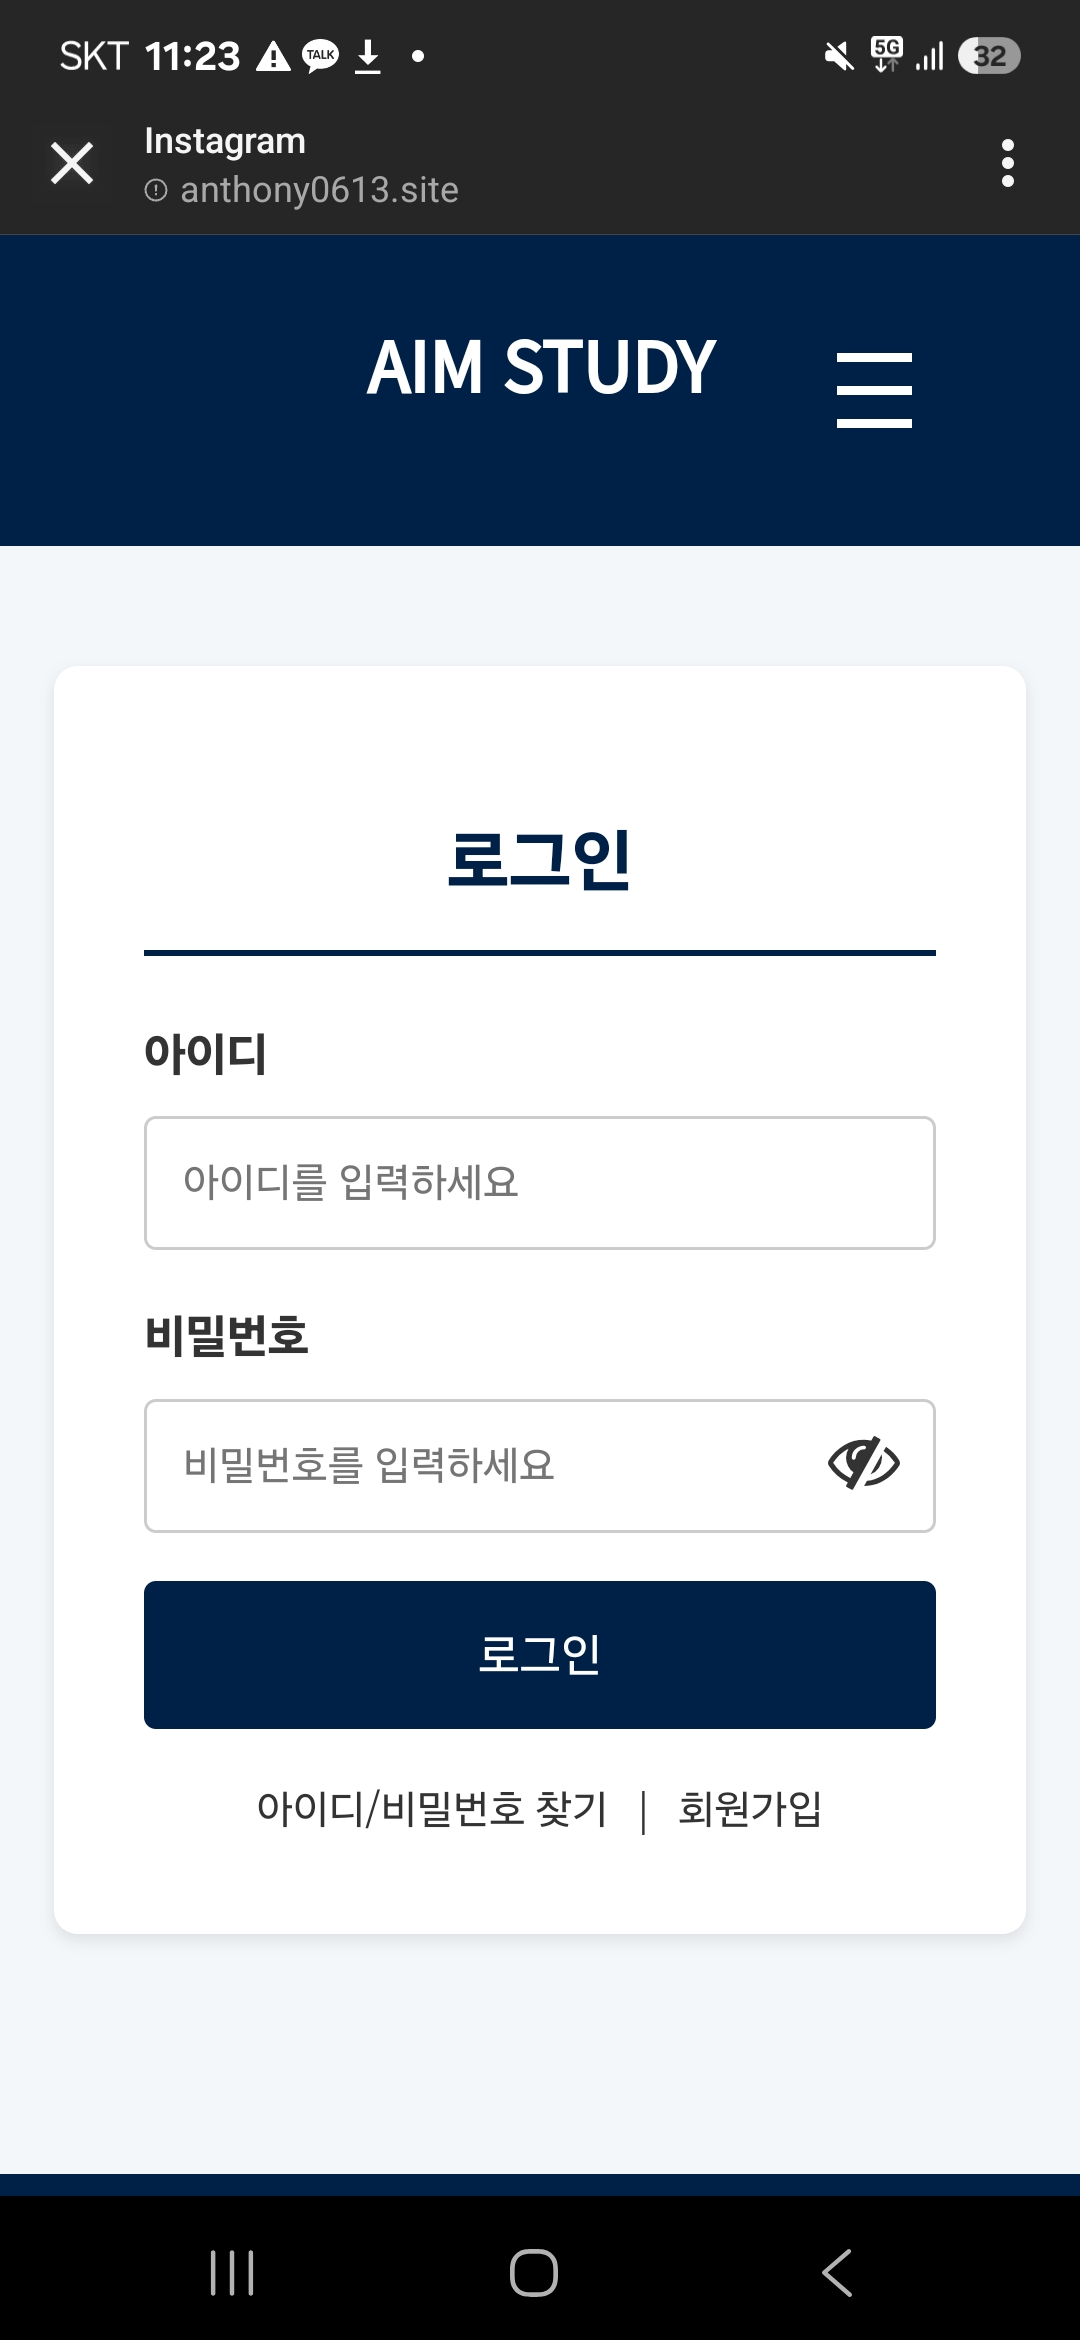 SKT 11:23 TALK 5G 32
Instagram
anthony0613.site
AIM STUDY
로그인
아이디
아이디를 입력하세요
비밀번호
비밀번호를 입력하세요
로그인
아이디/비밀번호 찾기 | 회원가입